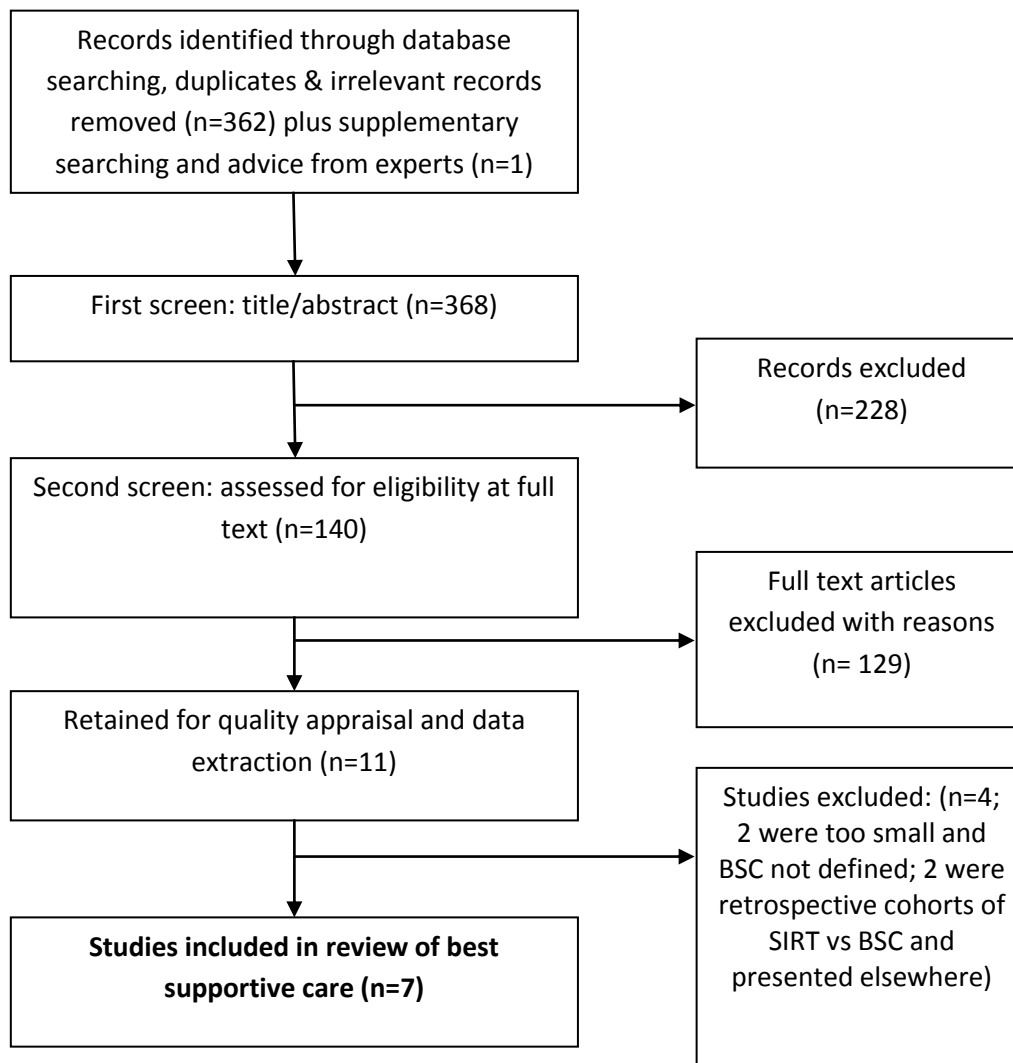 Records identified through database
searching, duplicates & irrelevant records
removed (n=362) plus supplementary
searching and advice from experts (n=1)
First screen: title/abstract (n=368)
Records excluded
(n=228)
Second screen: assessed for eligibility at full
text (n=140)
Full text articles
excluded with reasons
(n= 129)
Retained for quality appraisal and data
extraction (n=11)
Studies excluded: (n=4;
2 were too small and
BSC not defined; 2 were
retrospective cohorts of
SIRT vs BSC and
presented elsewhere)
Studies included in review of best
supportive care (n=7)